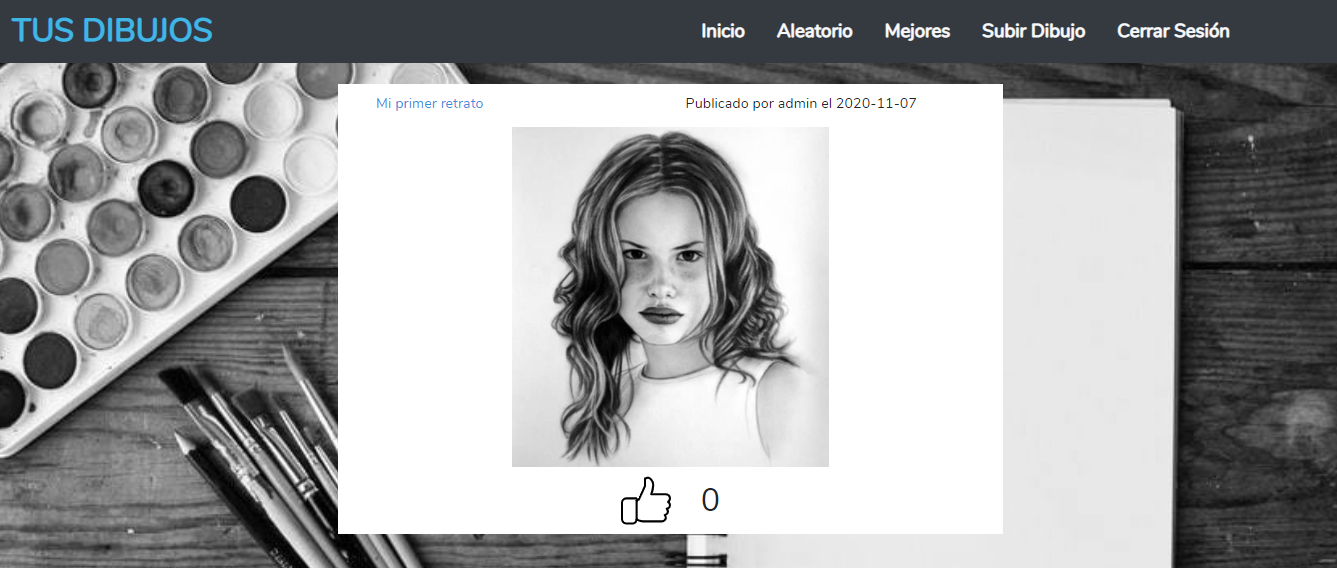 TUS DIBUJOS Inicio Aleatorio Mejores Subir Dibujo Cerrar Sesión
Mi primer retrato Publicado por admin el 2020-11-07
0